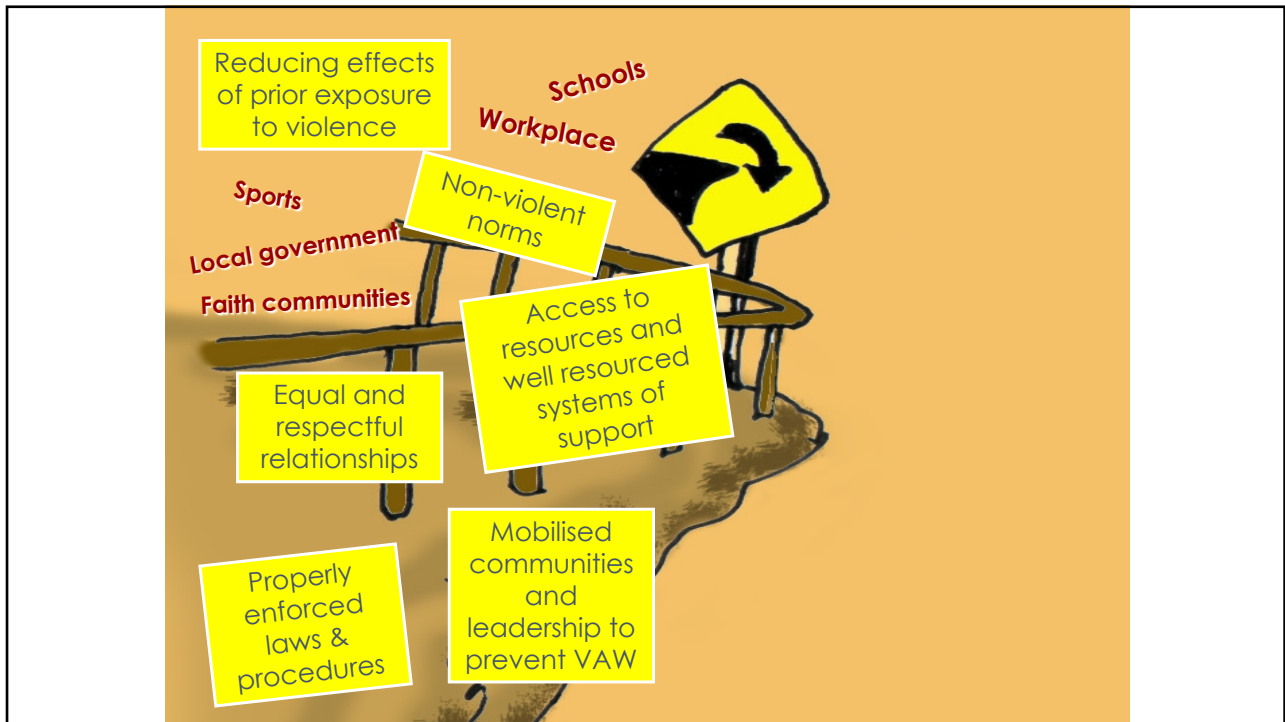 Reducing effects
of prior exposure
to violence
Schools
Workplace
Sports
Non-violent
norms
Local government
Faith communities
Access to
resources and
well resourced
systems of
support
Equal and
respectful
relationships
Mobilised
communities
and
leadership to
prevent VAW
Properly
enforced
laws &
procedures